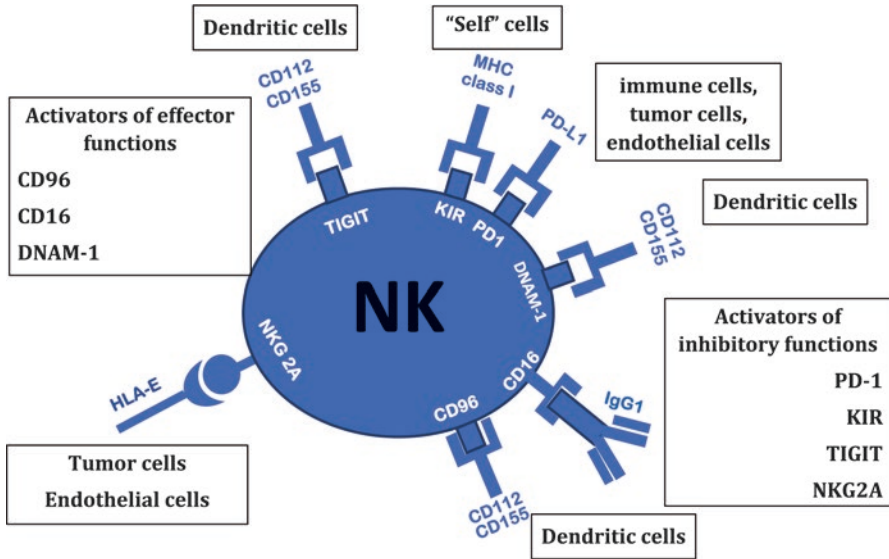 Dendritic cells
"Self" cells
CD112
CD155
MHC
class I
immune cells,
tumor cells,
endothelial cells
PD-L1
Activators of effector
functions
CD96
CD16
DNAM-1
TIGIT
KIR
PD1
Dendritic cells
CD112
CD155
DNAM-1
NK
NKG 2A
HLA-E
CD16
IgG1
CD96
Activators of
inhibitory functions
PD-1
KIR
TIGIT
NKG2A
Tumor cells
Endothelial cells
CD112
CD155
Dendritic cells